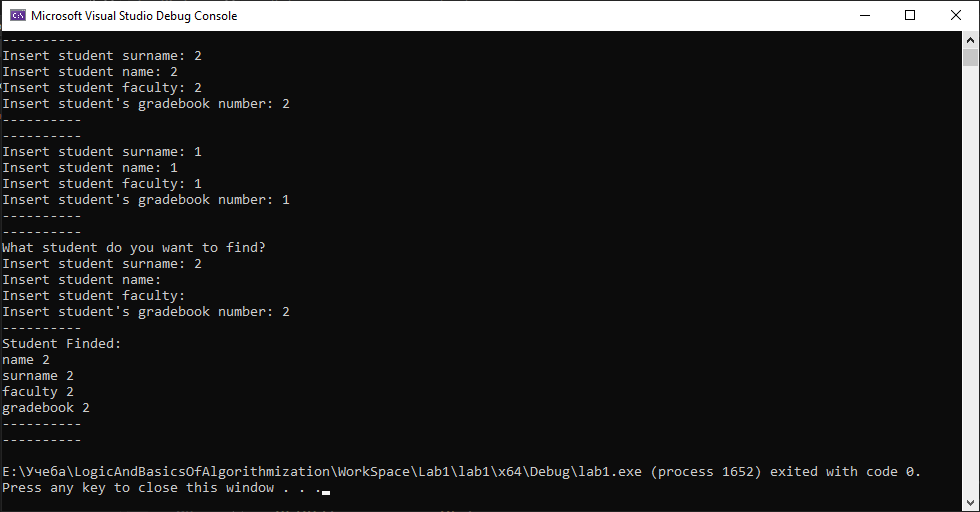 Microsoft Visual Studio Debug Console
----------
Insert student surname: 2
Insert student name: 2
Insert student faculty: 2
Insert student's gradebook number: 2
----------
----------
Insert student surname: 1
Insert student name: 1
Insert student faculty: 1
Insert student's gradebook number: 1
----------
----------
What student do you want to find?
Insert student surname: 2
Insert student name:
Insert student faculty:
Insert student's gradebook number: 2
----------
Student Finded:
name 2
surname 2
faculty 2
gradebook 2
----------
----------
E:\Учеба\LogicAndBasicsOfAlgorithmization\WorkSpace\Lab1\lab1\x64\Debug\lab1.exe (process 1652) exited with code 0.
Press any key to close this window . . .